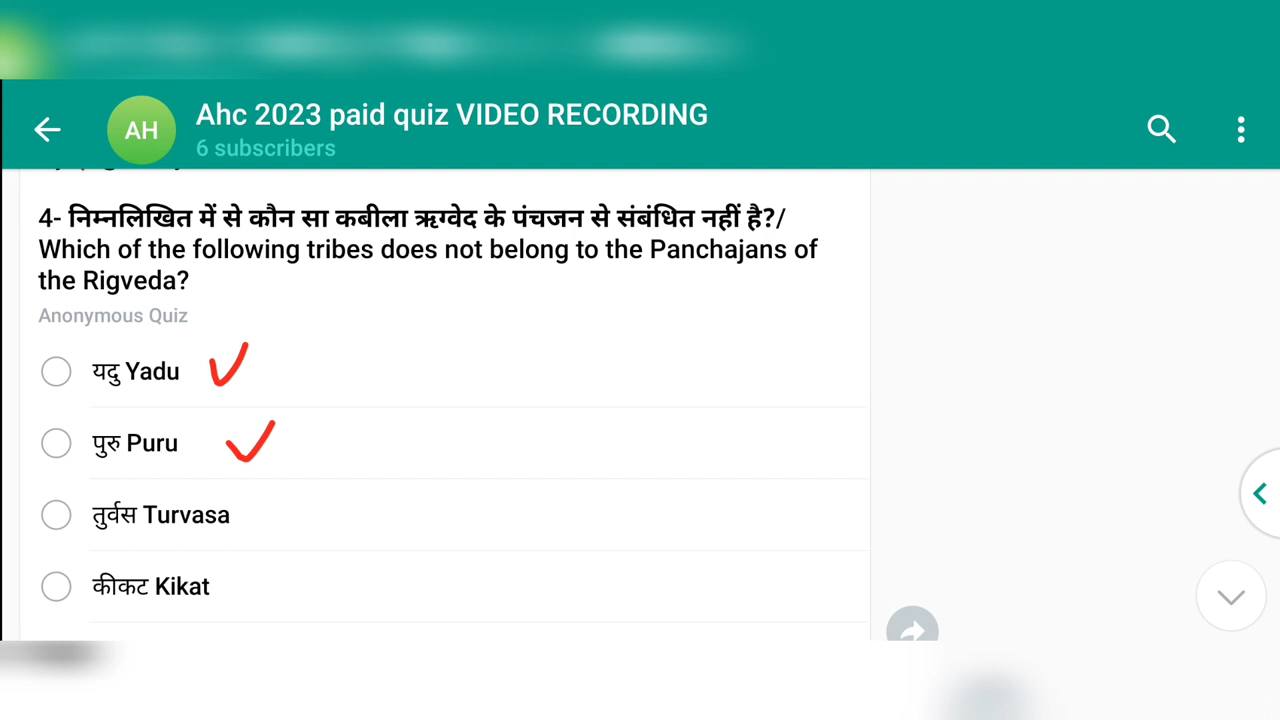 AH
Ahc 2023 paid quiz VIDEO RECORDING
6 subscribers
4- निम्नलिखित में से कौन सा कबीला ऋग्वेद के पंचजन से संबंधित नहीं है?/
Which of the following tribes does not belong to the Panchajans of
the Rigveda?
Anonymous Quiz
यदु Yadu
पुरु Puru
तुर्वस Turvasa
कीकट Kikat